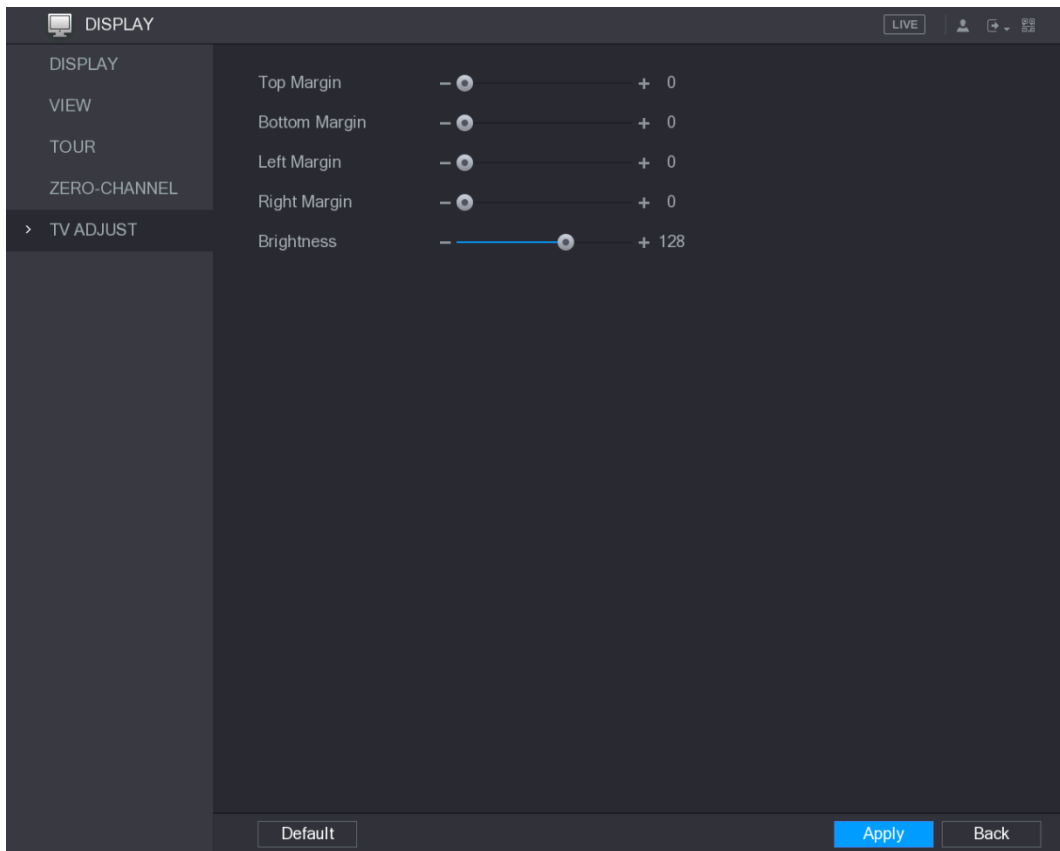 DISPLAY
LIVE
DISPLAY
VIEW
TOUR
ZERO-CHANNEL
> TV ADJUST
Top Margin − + 0
Bottom Margin − + 0
Left Margin − + 0
Right Margin − + 0
Brightness − + 128
Default
Apply
Back